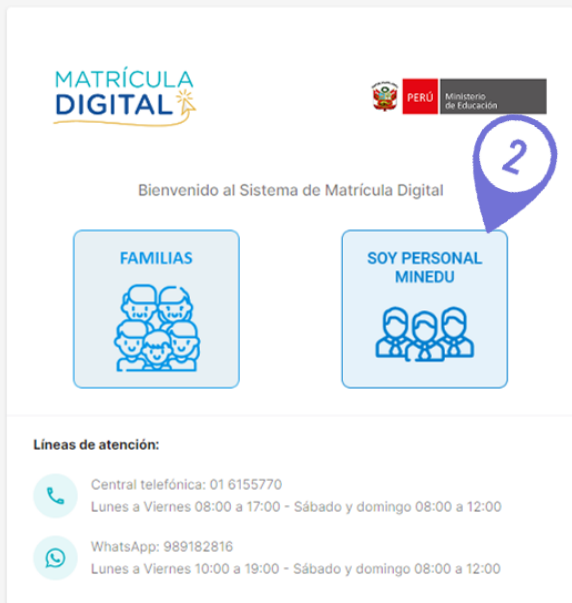 MATRÍCULA
DIGITAL
PERÚ
Ministerio
de Educación
2
Bienvenido al Sistema de Matrícula Digital
FAMILIAS
SOY PERSONAL
MINEDU
Líneas de atención:
Central telefónica: 01 6155770
Lunes a Viernes 08:00 a 17:00 - Sábado y domingo 08:00 a 12:00
WhatsApp: 989182816
Lunes a Viernes 10:00 a 19:00 - Sábado y domingo 08:00 a 12:00